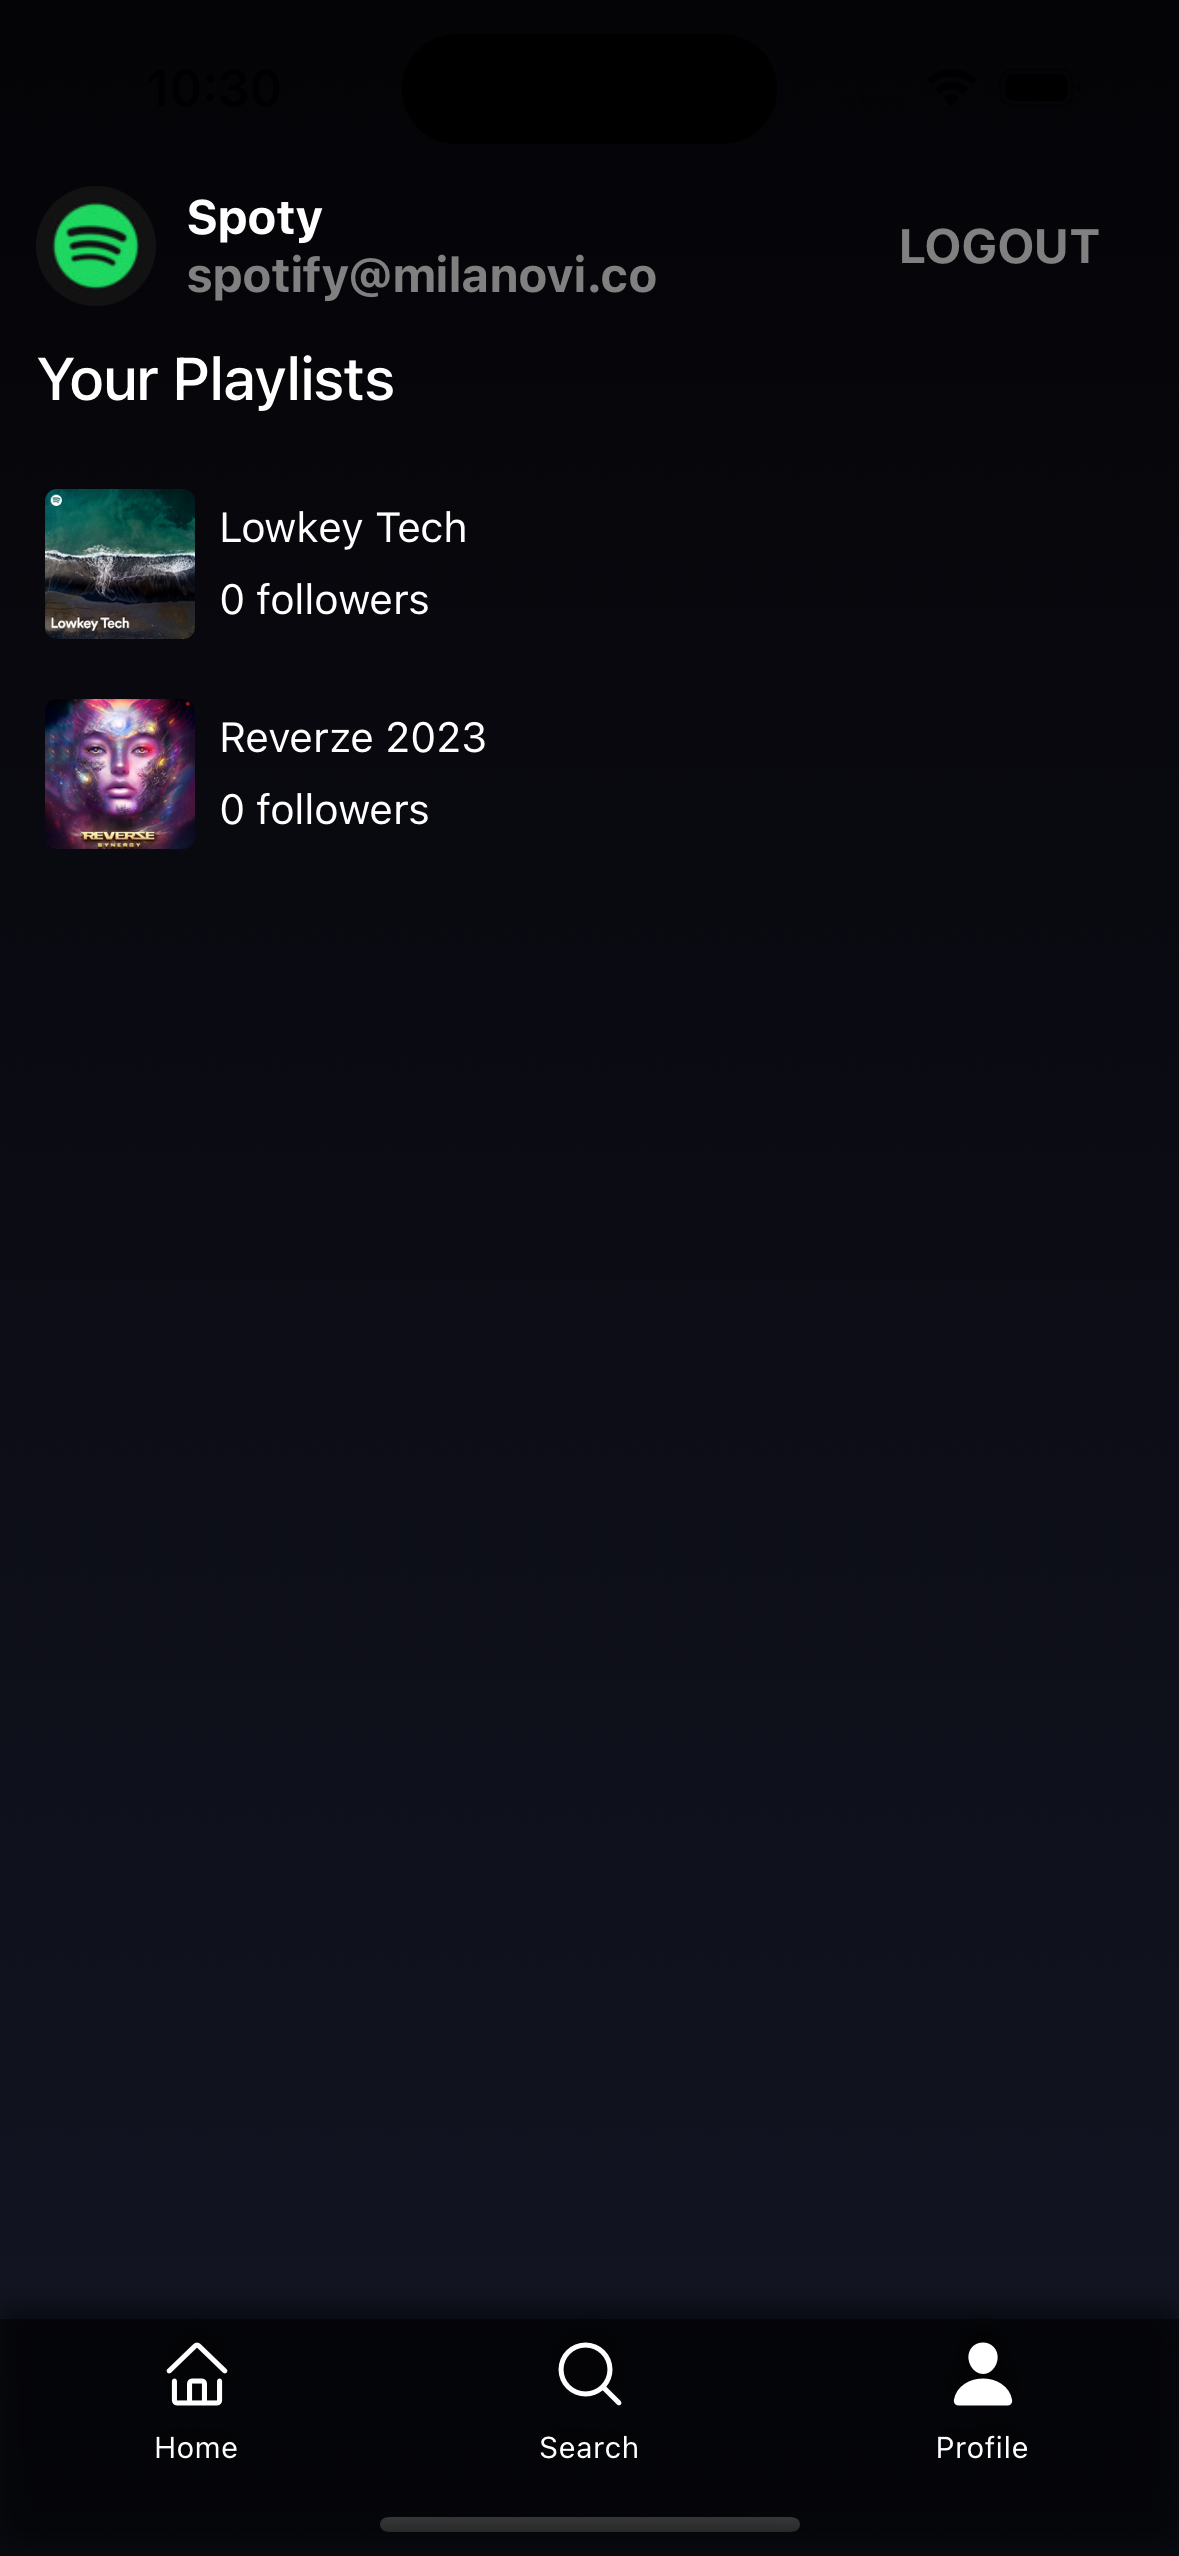 10:30
Spoty
spotify@milanovi.co
LOGOUT
Your Playlists
Lowkey Tech
Lowkey Tech
0 followers
REVERZE
SYNERGY
Reverze 2023
0 followers
Home
Search
Profile